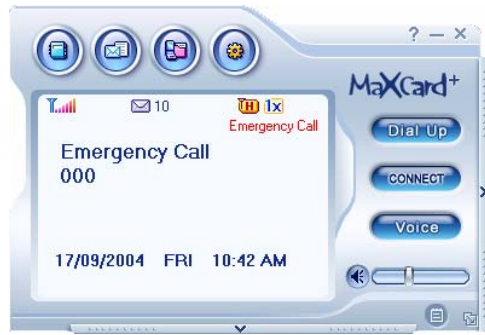 ? – X
MaXCard+
10
H 1x
Emergency Call
Emergency Call
000
17/09/2004 FRI 10:42 AM
Dial Up
CONNECT
Voice